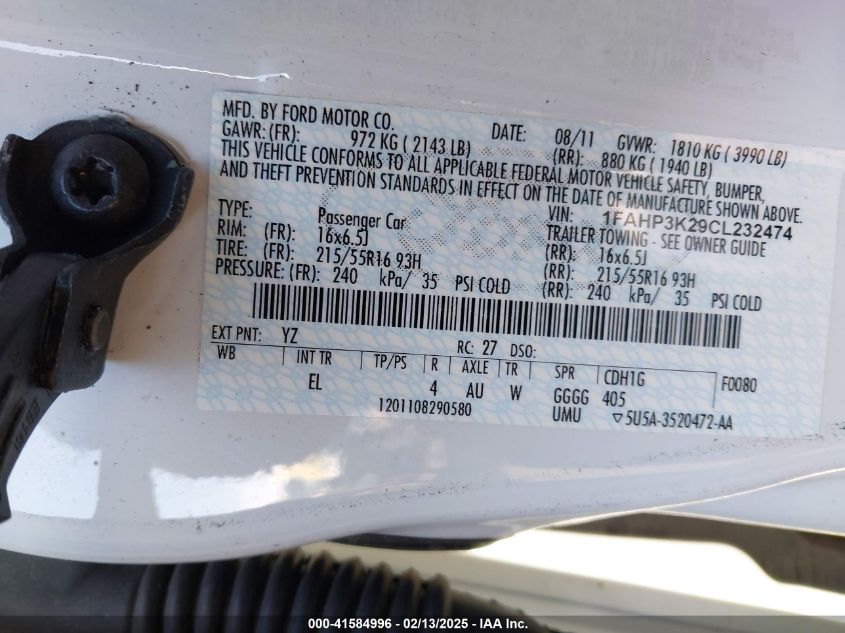 MFD. BY FORD MOTOR CO.
DATE: 08/11 GVWR: 1810 KG ( 3990 LB)
GAWR: (FR): 972 KG ( 2143 LB) (RR): 880 KG ( 1940 LB)
THIS VEHICLE CONFORMS TO ALL APPLICABLE FEDERAL MOTOR VEHICLE SAFETY, BUMPER,
AND THEFT PREVENTION STANDARDS IN EFFECT ON THE DATE OF MANUFACTURE SHOWN ABOVE.
VIN: 1FAHP3K29CL232474
TYPE: Passenger Car TRAILER TOWING - SEE OWNER GUIDE
RIM: (FR): 16x6.5J (RR): 16x6.5J
TIRE: (FR): 215/55R16 93H (RR): 215/55R16 93H
PRESSURE: (FR): 240 kPa/ 35 PSI COLD (RR): 240 kPa/ 35 PSI COLD
EXT PNT: YZ RC: 27 DSO:
WB INT TR TP/PS R AXLE TR SPR CDH1G F0080
EL 4 AU W GGGG 405
1201108290580 UMU ▽5U5A-3520472-AA
000-41584996 / 02/13/2025 - IAA Inc.